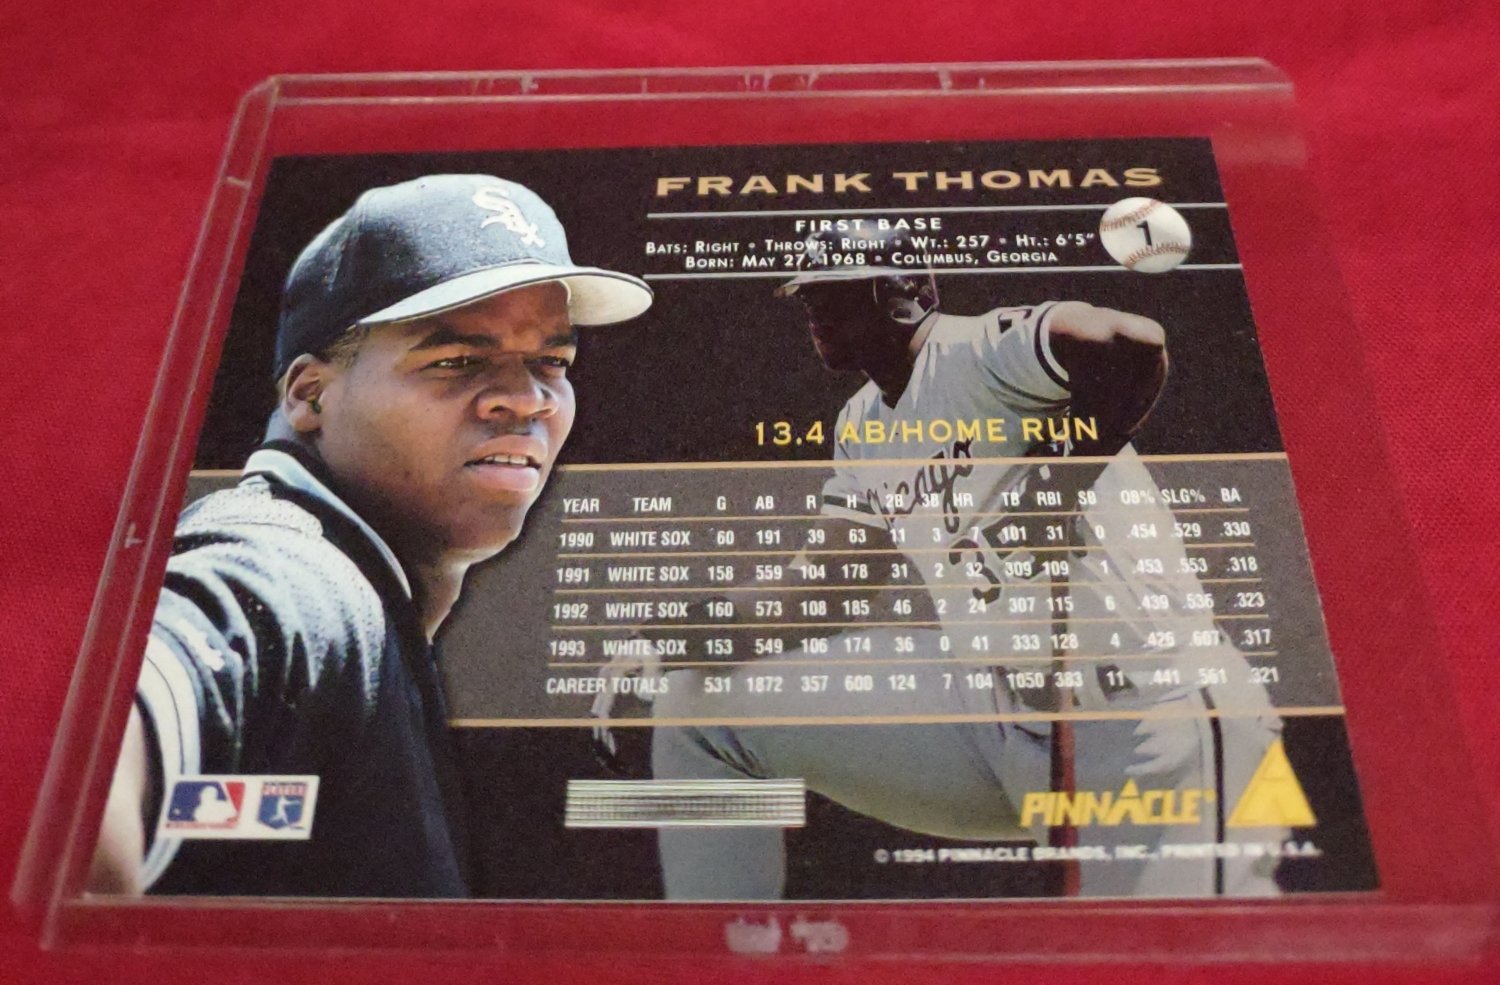 FRANK THOMAS
FIRST BASE
BATS: RIGHT • THROWS: RIGHT • WT.: 257 • HT.: 6'5"
BORN: MAY 27, 1968 • COLUMBUS, GEORGIA
1
Sox
13.4 AB/HOME RUN
Chicago
35
YEAR TEAM G AB R H 2B 3B HR TB RBI SB OB% SLG% BA
1990 WHITE SOX 60 191 39 63 11 3 7 101 31 0 .454 .529 .330
1991 WHITE SOX 158 559 104 178 31 2 32 309 109 1 .453 .553 .318
1992 WHITE SOX 160 573 108 185 46 2 24 307 115 6 .439 .536 .323
1993 WHITE SOX 153 549 106 174 36 0 41 333 128 4 .426 .607 .317
CAREER TOTALS 531 1872 357 600 124 7 104 1050 383 11 .441 .561 .321
PLAYERS
PINNACLE
© 1994 PINNACLE BRANDS, INC., PRINTED IN U.S.A.